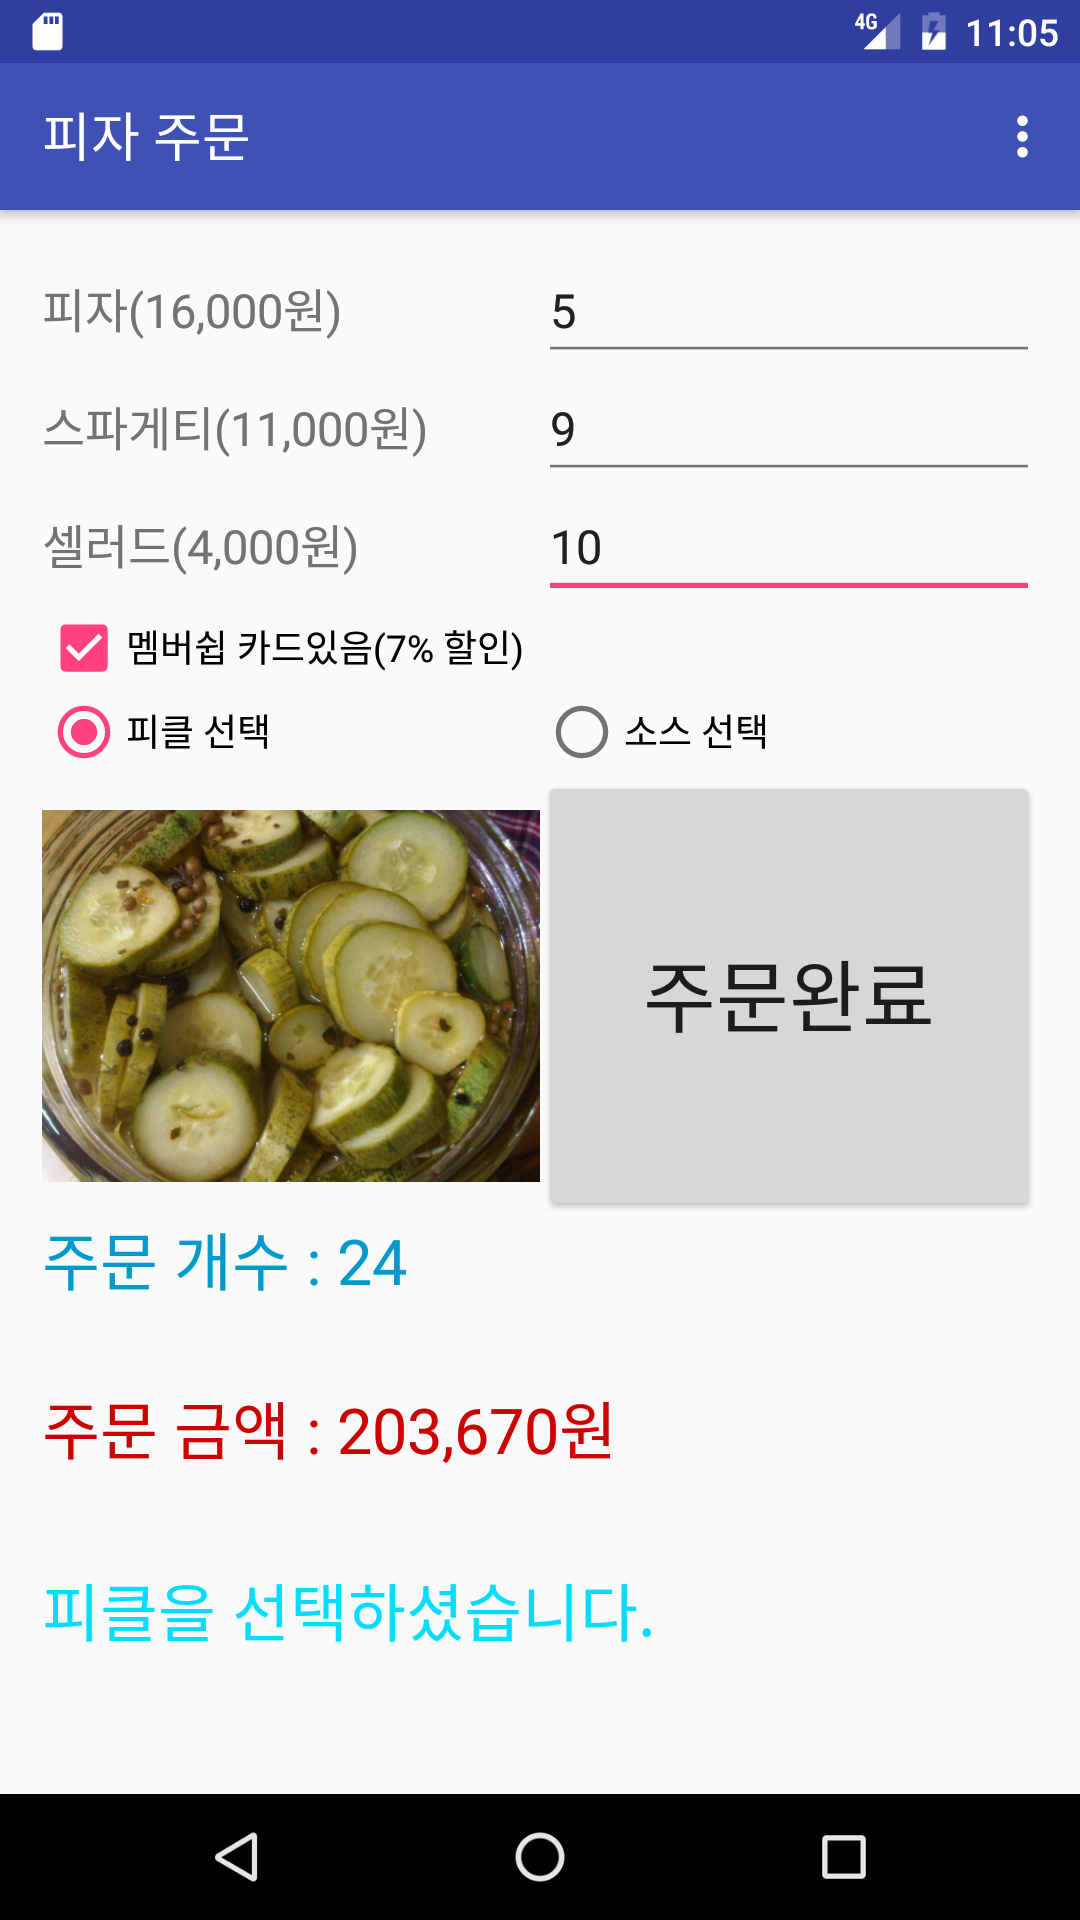 4G 11:05
피자 주문
피자(16,000원) 5
스파게티(11,000원) 9
셀러드(4,000원) 10
멤버쉽 카드있음(7% 할인)
피클 선택 소스 선택
주문완료
주문 개수 : 24
주문 금액 : 203,670원
피클을 선택하셨습니다.